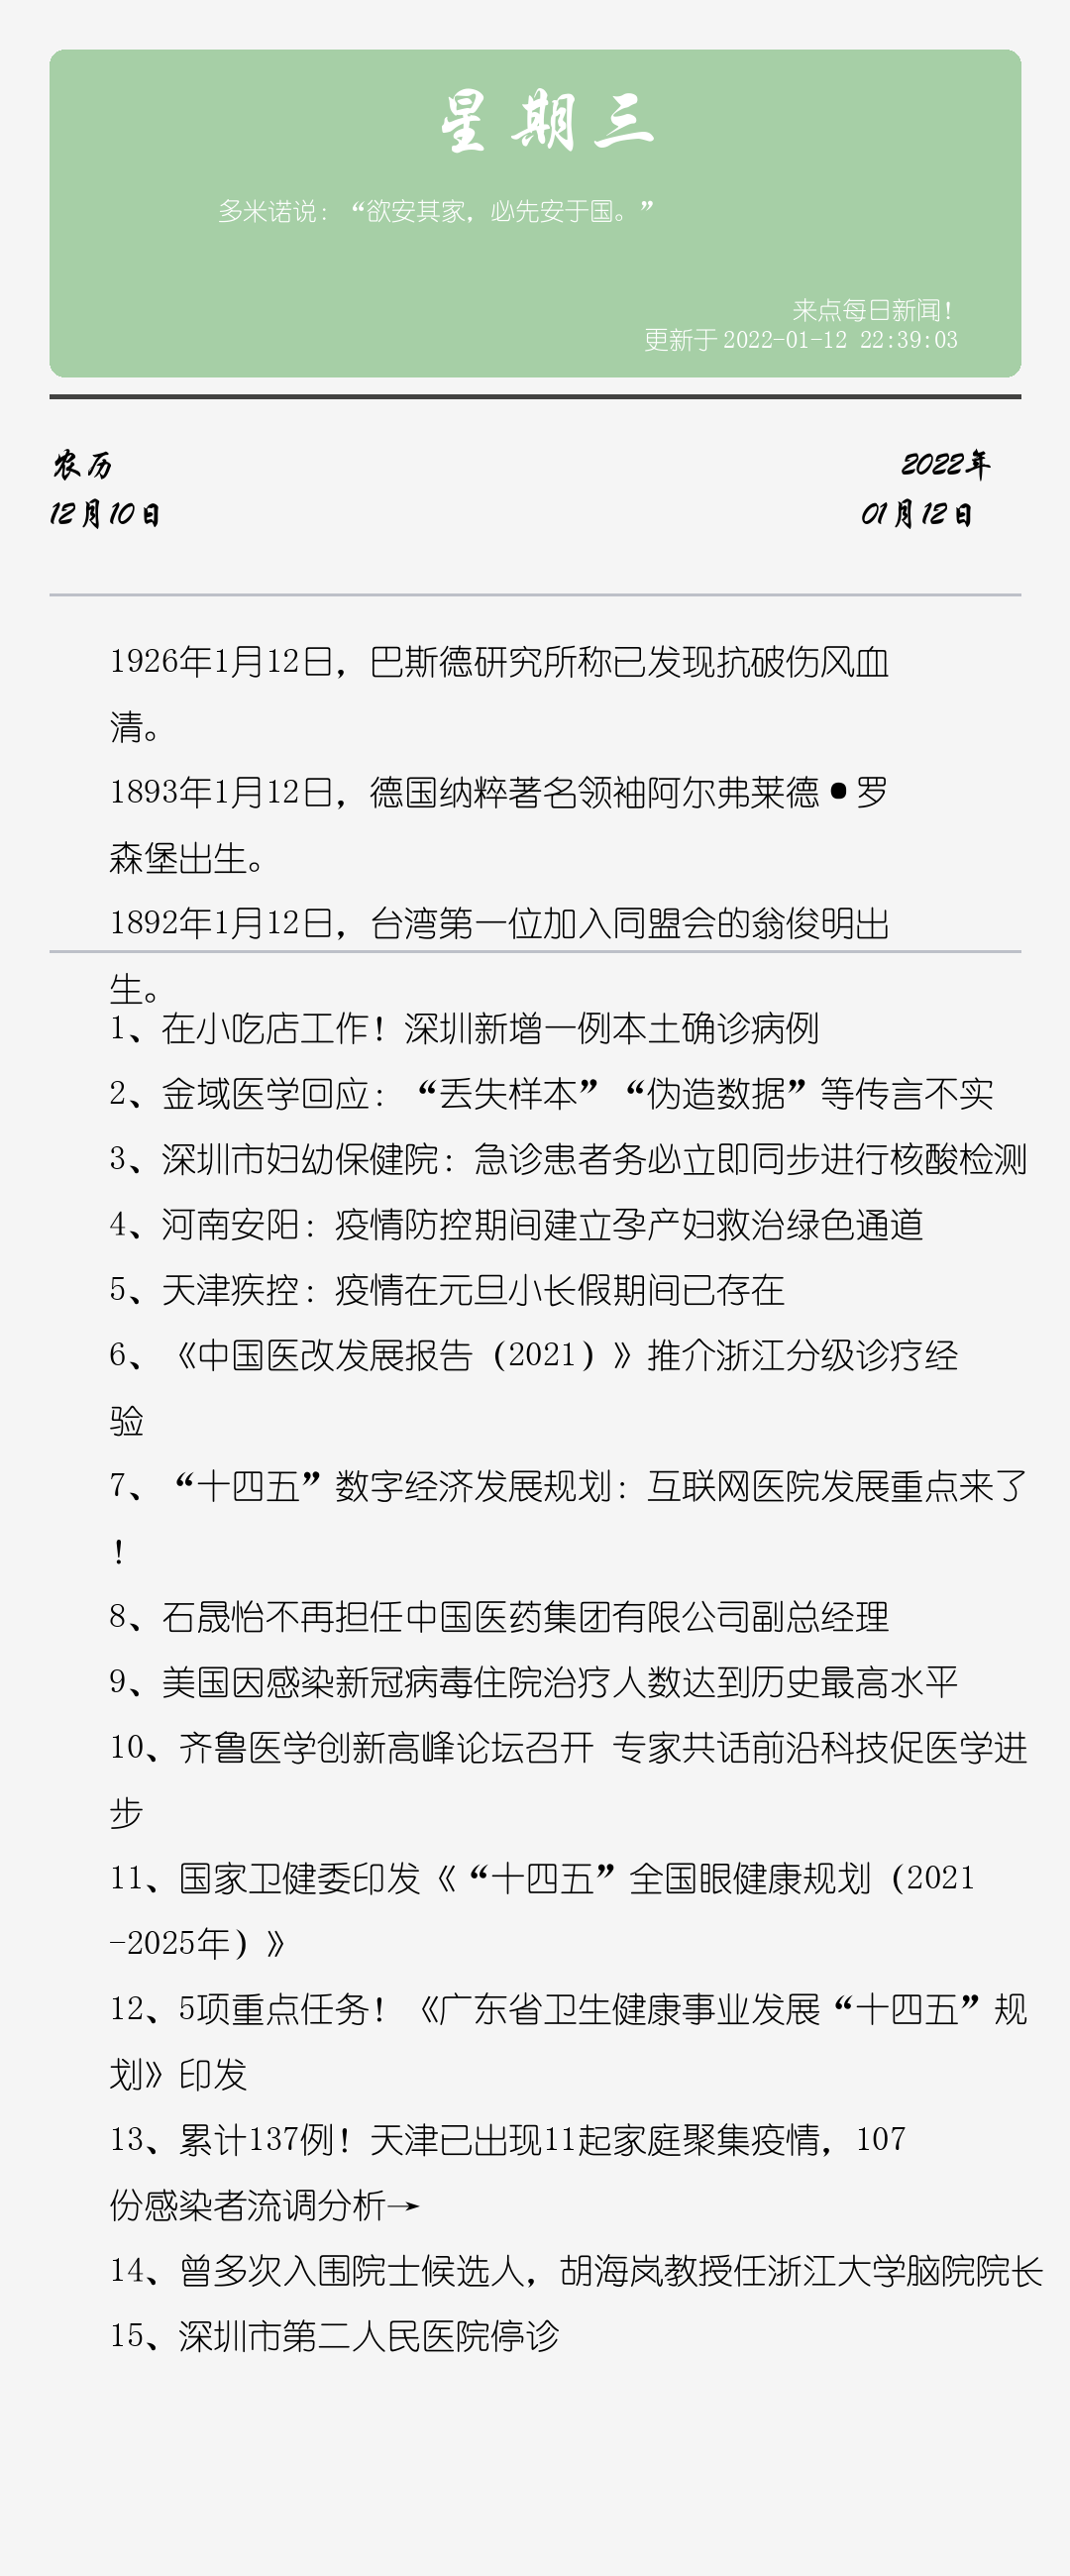 星期三
多米诺说：“欲安其家，必先安于国。”
来点每日新闻！
更新于 2022-01-12 22:39:03
农历
2022年
12月10日
01月12日
1926年1月12日，巴斯德研究所称已发现抗破伤风血
清。
1893年1月12日，德国纳粹著名领袖阿尔弗莱德•罗
森堡出生。
1892年1月12日，台湾第一位加入同盟会的翁俊明出
生。
1、在小吃店工作！深圳新增一例本土确诊病例
2、金域医学回应：“丢失样本”“伪造数据”等传言不实
3、深圳市妇幼保健院：急诊患者务必立即同步进行核酸检测
4、河南安阳：疫情防控期间建立孕产妇救治绿色通道
5、天津疾控：疫情在元旦小长假期间已存在
6、《中国医改发展报告（2021）》推介浙江分级诊疗经
验
7、“十四五”数字经济发展规划：互联网医院发展重点来了
！
8、石晟怡不再担任中国医药集团有限公司副总经理
9、美国因感染新冠病毒住院治疗人数达到历史最高水平
10、齐鲁医学创新高峰论坛召开 专家共话前沿科技促医学进
步
11、国家卫健委印发《“十四五”全国眼健康规划（2021
-2025年）》
12、5项重点任务！《广东省卫生健康事业发展“十四五”规
划》印发
13、累计137例！天津已出现11起家庭聚集疫情，107
份感染者流调分析→
14、曾多次入围院士候选人，胡海岚教授任浙江大学脑院院长
15、深圳市第二人民医院停诊